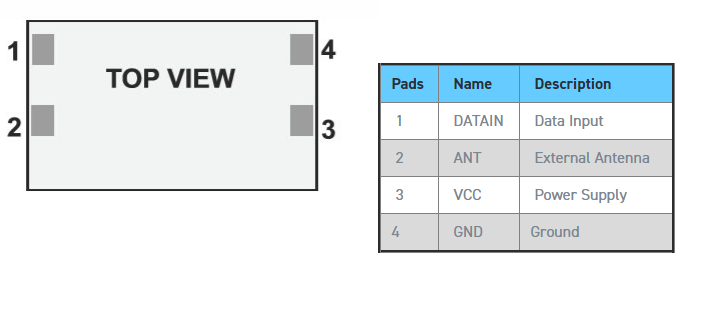 1
4
TOP VIEW
2
3
Pads Name Description
1 DATAIN Data Input
2 ANT External Antenna
3 VCC Power Supply
4 GND Ground